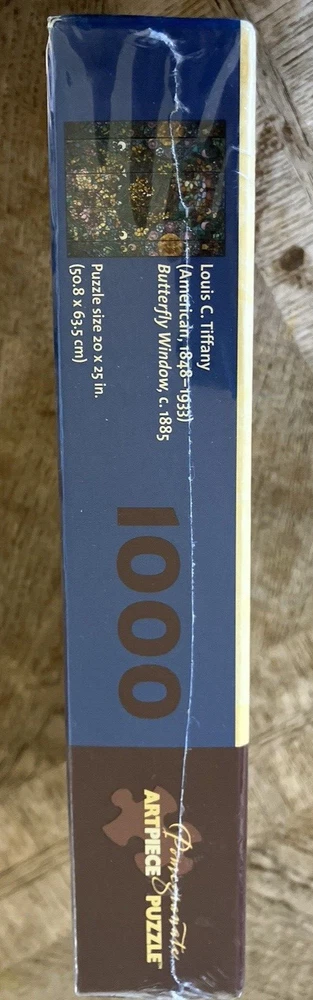 Louis C. Tiffany
(American, 1848–1933)
Butterfly Window, c. 1885
Puzzle size 20 x 25 in.
(50.8 x 63.5 cm)
1000
Pomegranate
ARTPIECE PUZZLE™